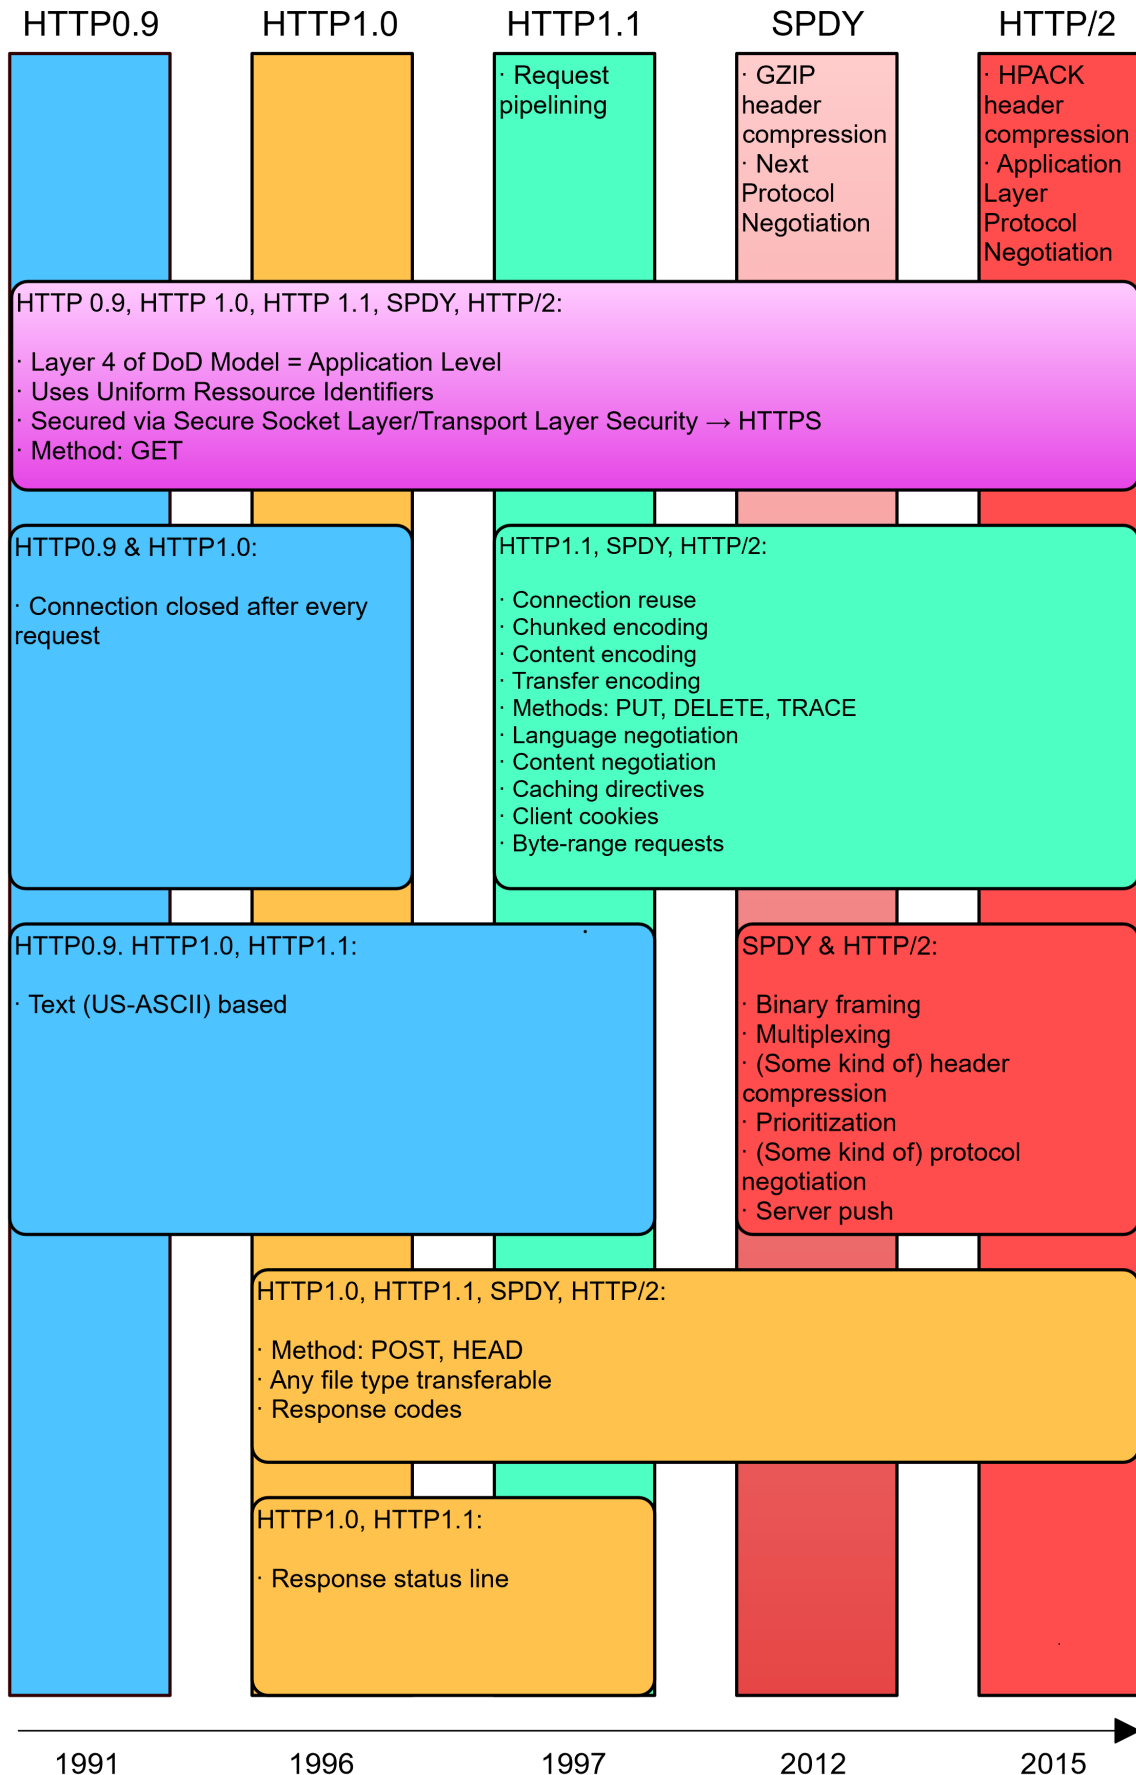 HTTP0.9
HTTP1.0
HTTP1.1
SPDY
HTTP/2
· Request
pipelining
· GZIP
header
compression
· Next
Protocol
Negotiation
· HPACK
header
compression
· Application
Layer
Protocol
Negotiation
HTTP 0.9, HTTP 1.0, HTTP 1.1, SPDY, HTTP/2:
· Layer 4 of DoD Model = Application Level
· Uses Uniform Ressource Identifiers
· Secured via Secure Socket Layer/Transport Layer Security → HTTPS
· Method: GET
HTTP0.9 & HTTP1.0:
· Connection closed after every
request
HTTP1.1, SPDY, HTTP/2:
· Connection reuse
· Chunked encoding
· Content encoding
· Transfer encoding
· Methods: PUT, DELETE, TRACE
· Language negotiation
· Content negotiation
· Caching directives
· Client cookies
· Byte-range requests
HTTP0.9. HTTP1.0, HTTP1.1:
· Text (US-ASCII) based
SPDY & HTTP/2:
· Binary framing
· Multiplexing
· (Some kind of) header
compression
· Prioritization
· (Some kind of) protocol
negotiation
· Server push
HTTP1.0, HTTP1.1, SPDY, HTTP/2:
· Method: POST, HEAD
· Any file type transferable
· Response codes
HTTP1.0, HTTP1.1:
· Response status line
1991
1996
1997
2012
2015